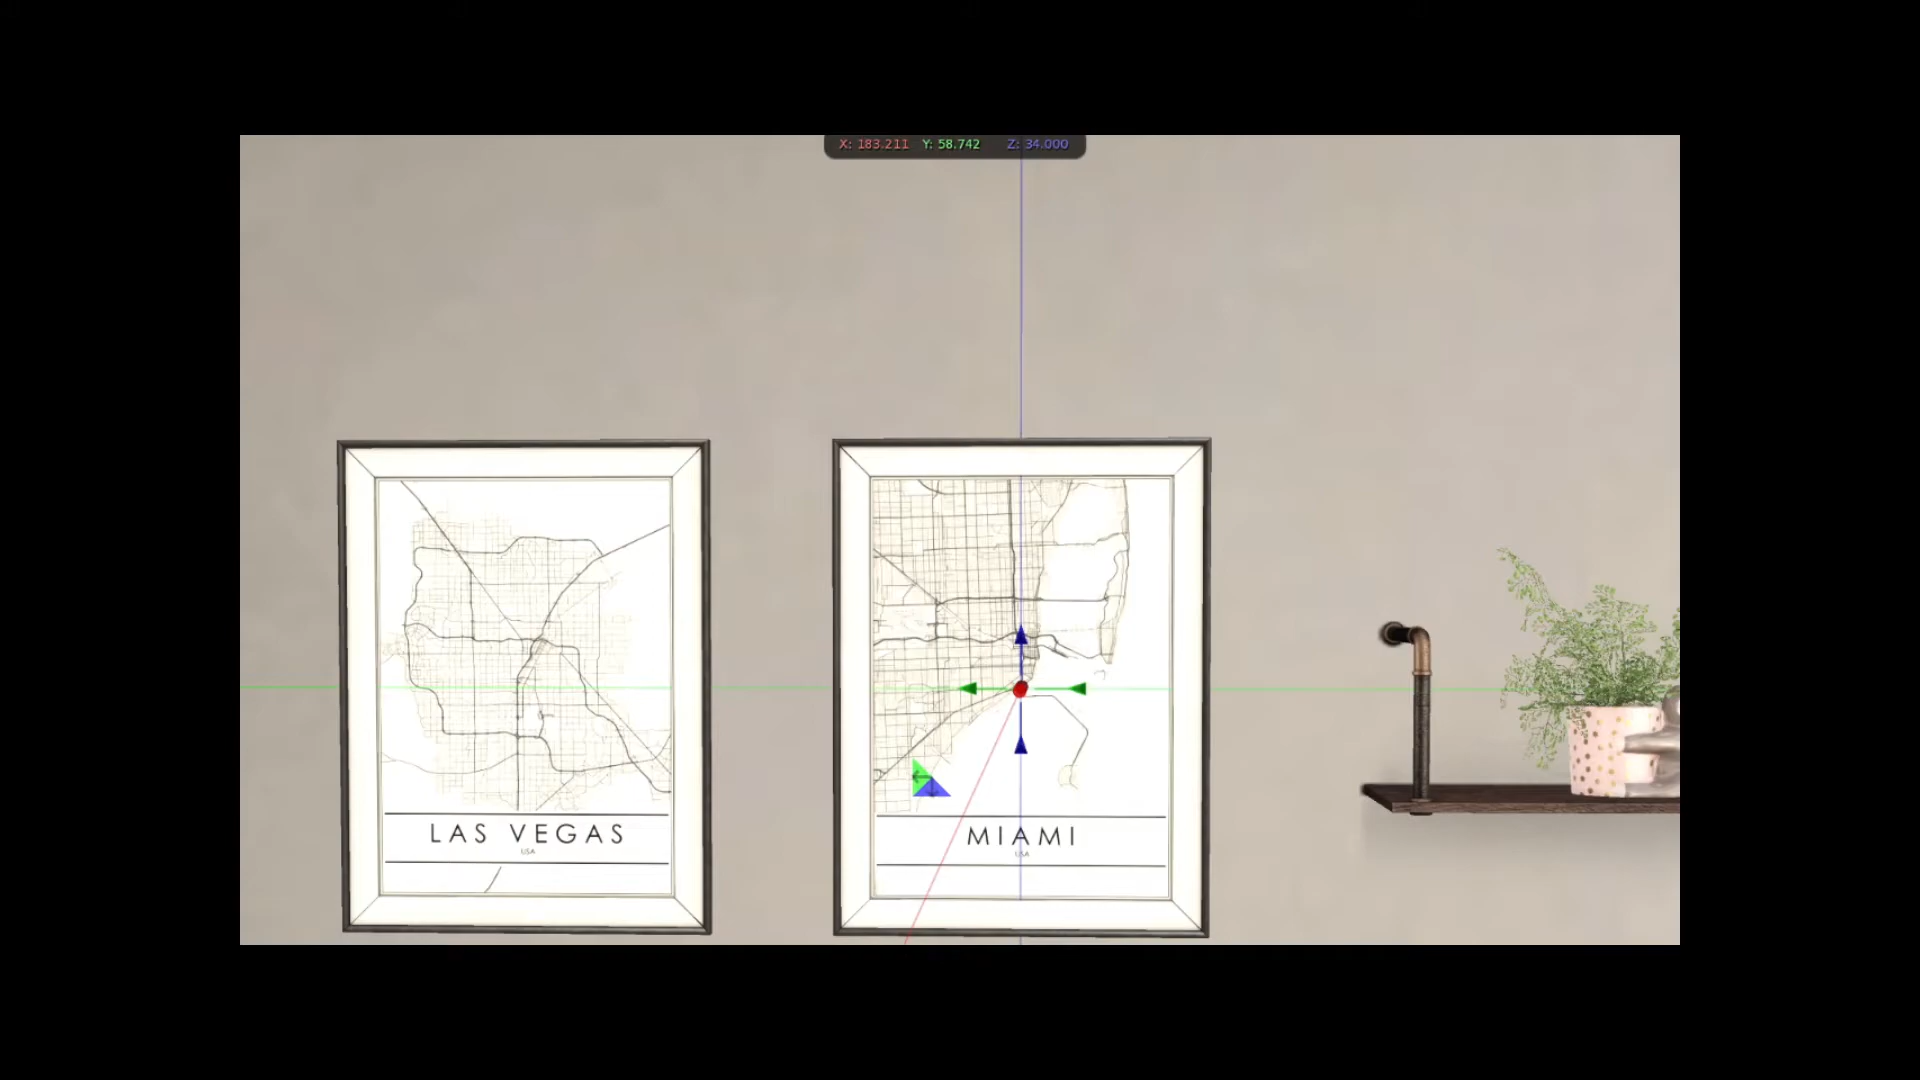 X: 183.211 Y: 58.742 Z: 34.000
LAS VEGAS
USA
MIAMI
USA